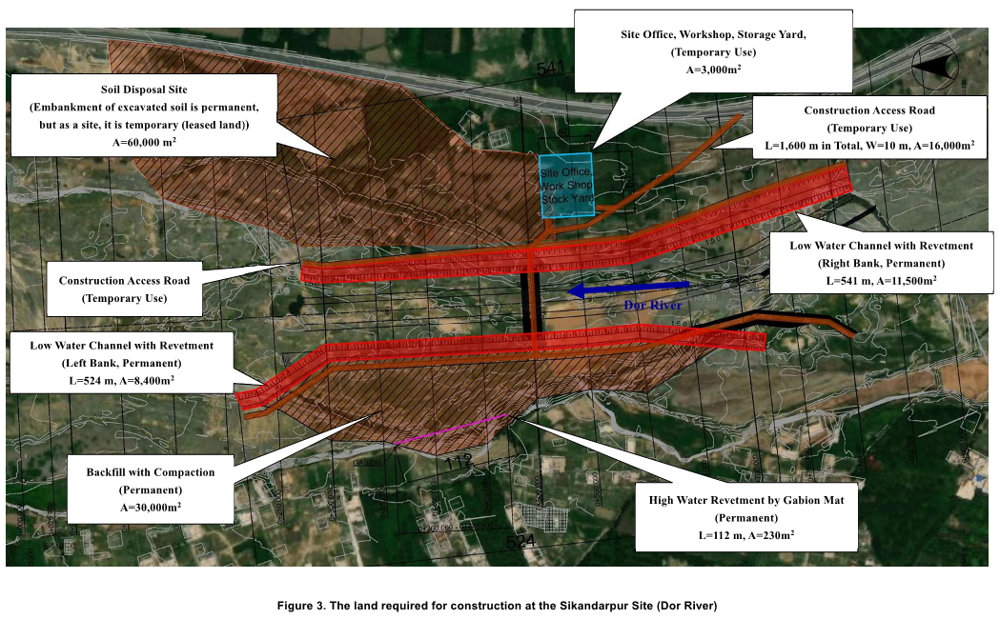 Site Office, Workshop, Storage Yard,
(Temporary Use)
A=3,000m²
Soil Disposal Site
(Embankment of excavated soil is permanent,
but as a site, it is temporary (leased land))
A=60,000 m²
541
Construction Access Road
(Temporary Use)
L=1,600 m in Total, W=10 m, A=16,000m²
Site Office,
Work Shop
Stock Yard
Low Water Channel with Revetment
(Right Bank, Permanent)
L=541 m, A=11,500m²
Construction Access Road
(Temporary Use)
Dor River
RIVER
Low Water Channel with Revetment
(Left Bank, Permanent)
L=524 m, A=8,400m²
Backfill with Compaction
(Permanent)
A=30,000m²
112
High Water Revetment by Gabion Mat
(Permanent)
L=112 m, A=230m²
524
Figure 3. The land required for construction at the Sikandarpur Site (Dor River)